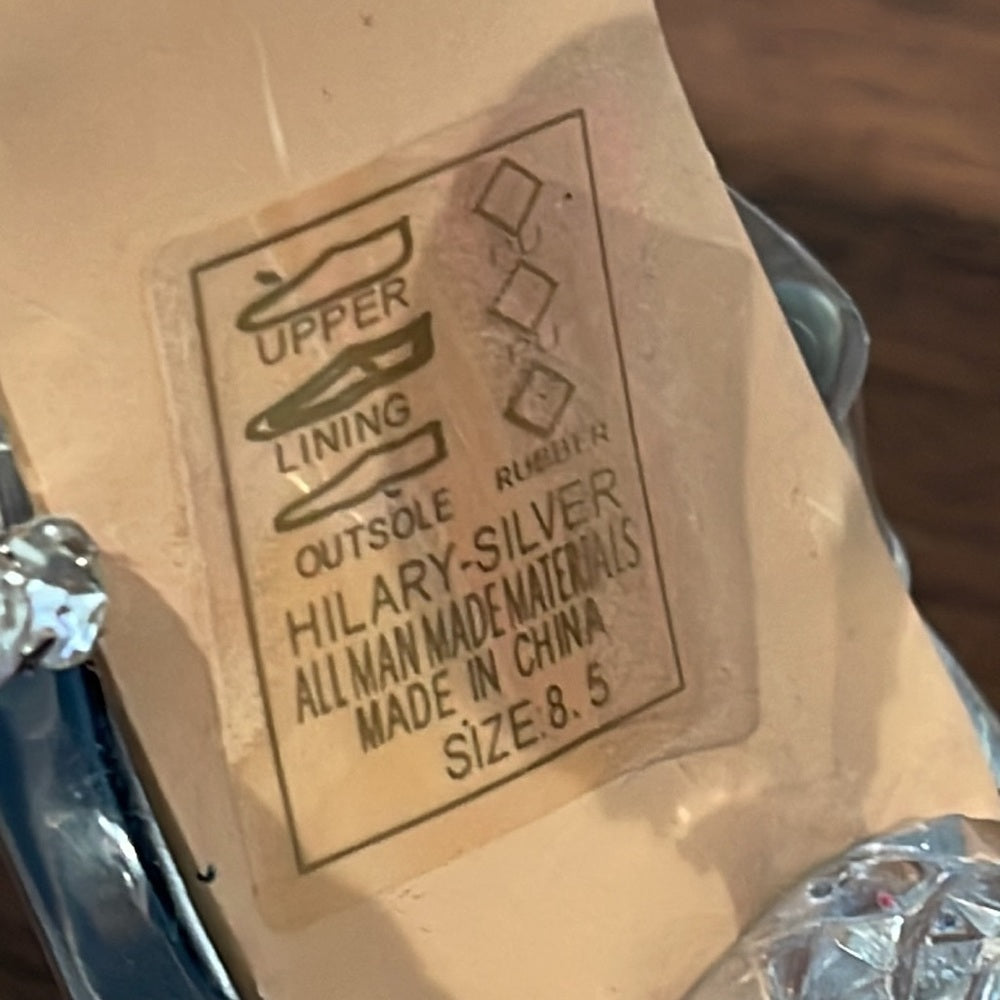 UPPER
PU
LINING
PU
OUTSOLE
RUBBER
HILARY-SILVER
ALL MAN MADE MATERIALS
MADE IN CHINA
SIZE:8.5